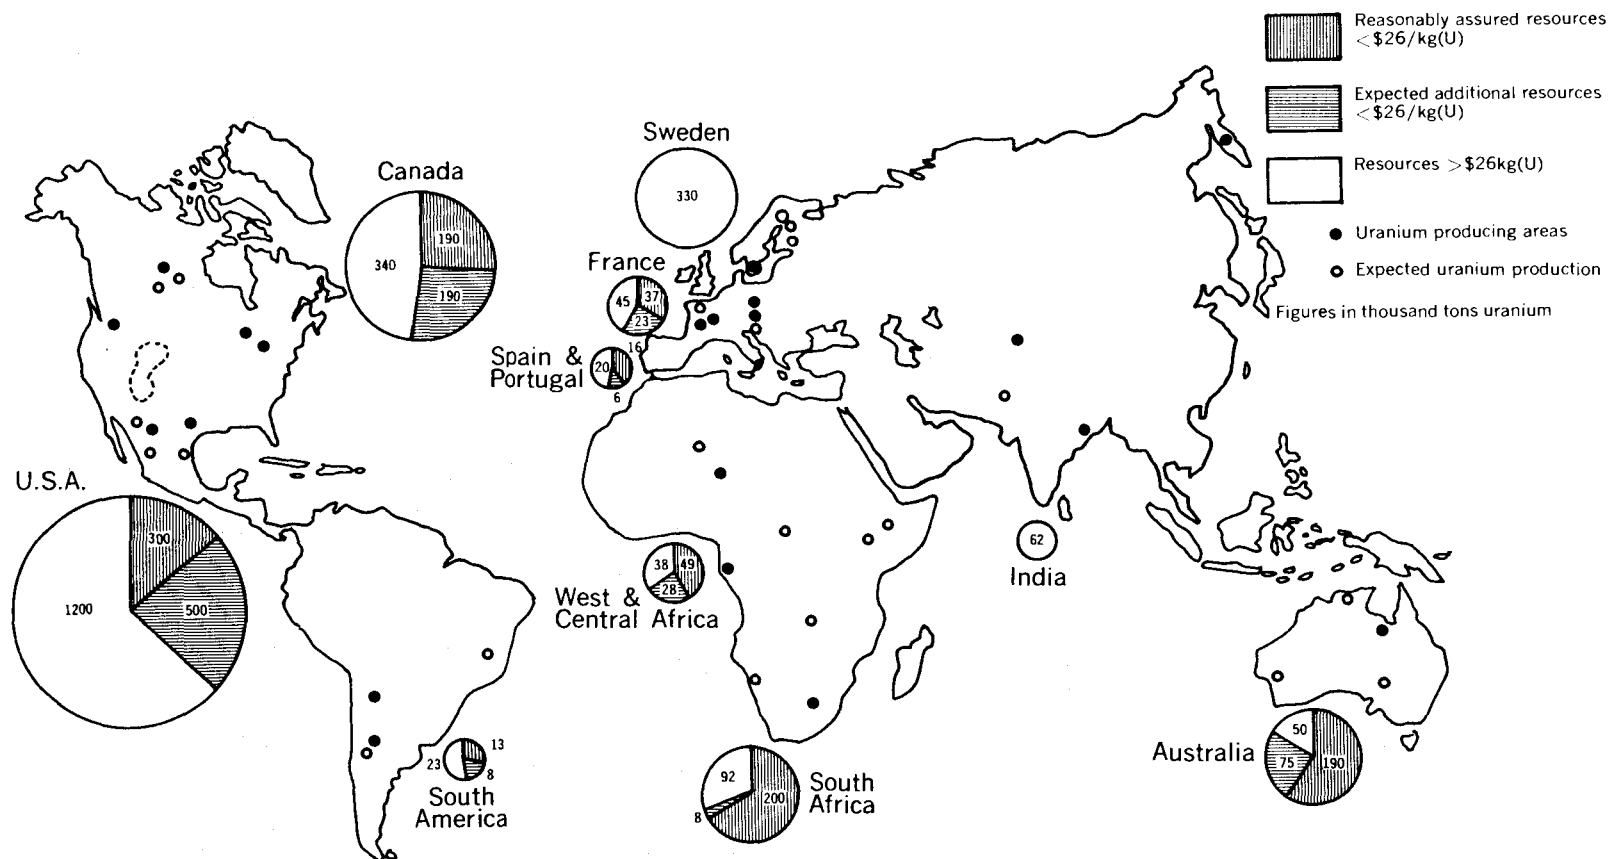 Reasonably assured resources
<$26/kg(U)
Expected additional resources
<$26/kg(U)
Resources >$26kg(U)
Uranium producing areas
Expected uranium production
Figures in thousand tons uranium
Canada
190
340
190
Sweden
330
France
45
37
23
Spain &
Portugal
16
20
6
U.S.A.
300
1200
500
West &
Central Africa
38
49
28
India
62
South
America
13
23
8
South
Africa
92
200
8
Australia
50
75
190